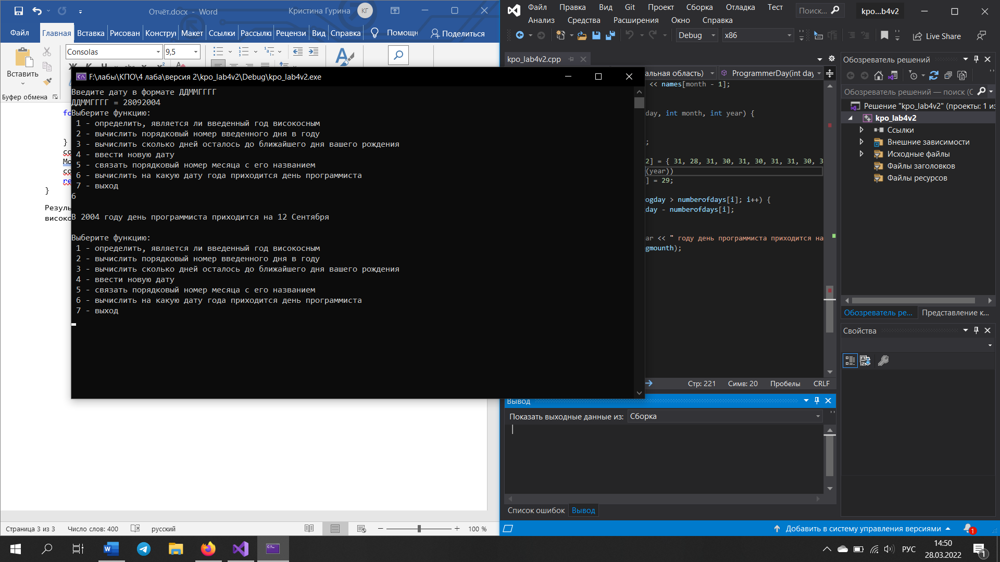 Отчёт.docx - Word
Кристина Гурина
КГ
Файл Главная Вставка Рисован Конструк Макет Ссылки Рассылки Рецензи Вид Справка Помощн Поделиться
Вставить
Consolas
9,5
Буфер обмена
fo
}
co
Mo
co
re
}
Резуль
високо
Страница 3 из 3 Число слов: 400 русский 100 %
F:\лабы\КПО\4 лаба\версия 2\kpo_lab4v2\Debug\kpo_lab4v2.exe
Введите дату в формате ДДММГГГГ
ДДММГГГГ = 28092004
Выберите функцию:
1 - определить, является ли введенный год високосным
2 - вычислить порядковый номер введенного дня в году
3 - вычислить сколько дней осталось до ближайшего дня вашего рождения
4 - ввести новую дату
5 - связать порядковый номер месяца с его названием
6 - вычислить на какую дату года приходится день программиста
7 - выход
6
В 2004 году день программиста приходится на 12 Сентября
Выберите функцию:
1 - определить, является ли введенный год високосным
2 - вычислить порядковый номер введенного дня в году
3 - вычислить сколько дней осталось до ближайшего дня вашего рождения
4 - ввести новую дату
5 - связать порядковый номер месяца с его названием
6 - вычислить на какую дату года приходится день программиста
7 - выход
Файл Правка Вид Git Проект Сборка Отладка Тест
Анализ Средства Расширения Окно Справка
Поиск...
kpo...b4v2
Debug
x86
Live Share
kpo_lab4v2.cpp
альная область)
ProgrammerDay(int day
<< names[month - 1];
day, int month, int year) {
;
2] = { 31, 28, 31, 30, 31, 30, 31, 31, 30, 3
(year))
] = 29;
ogday > numberofdays[i]; i++) {
day - numberofdays[i];
ar << " году день программиста приходится на
gmounth);
Стр: 221 Симв: 20 Пробелы CRLF
Вывод
Показать выходные данные из: Сборка
Список ошибок Вывод
Обозреватель решений
Обозреватель решений — поиск (С
Решение "kpo_lab4v2" (проекты: 1 из
kpo_lab4v2
Ссылки
Внешние зависимости
Исходные файлы
Файлы заголовков
Файлы ресурсов
Обозреватель ре... Представление к...
Свойства
Добавить в систему управления версиями
1
РУС
14:50
28.03.2022
1